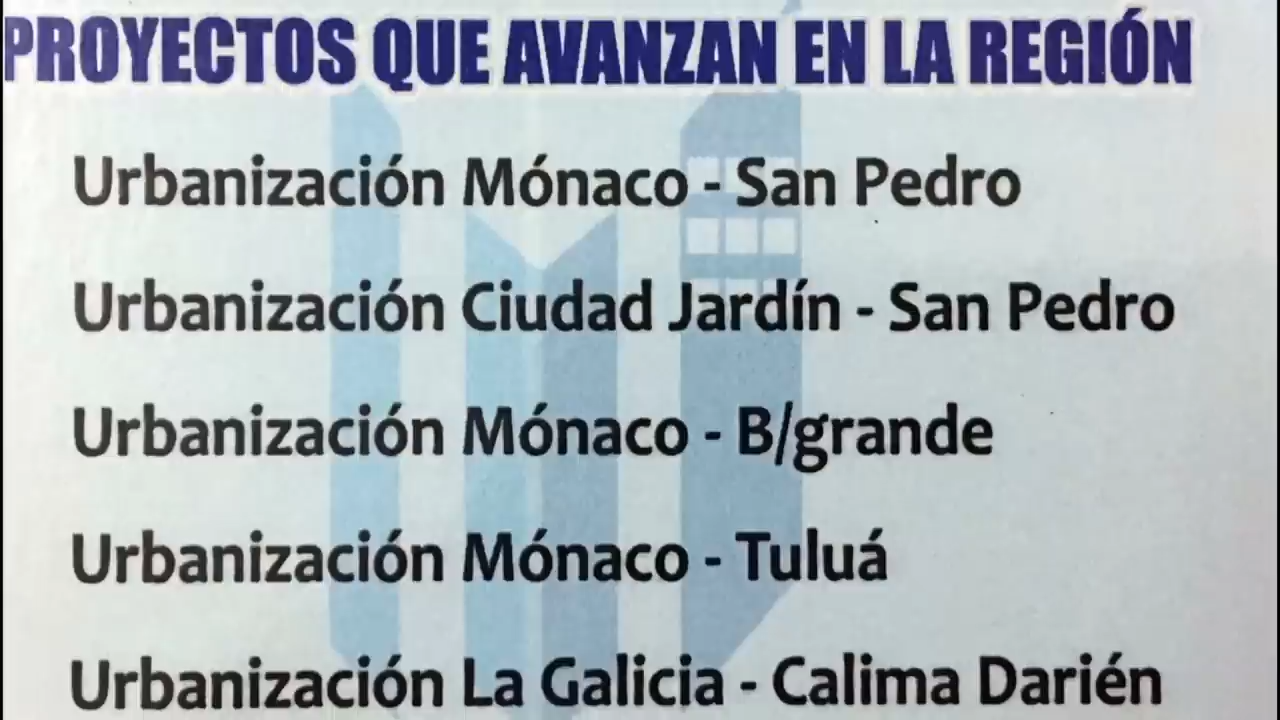 PROYECTOS QUE AVANZAN EN LA REGIÓN
Urbanización Mónaco - San Pedro
Urbanización Ciudad Jardín - San Pedro
Urbanización Mónaco - B/grande
Urbanización Mónaco - Tuluá
Urbanización La Galicia - Calima Darién